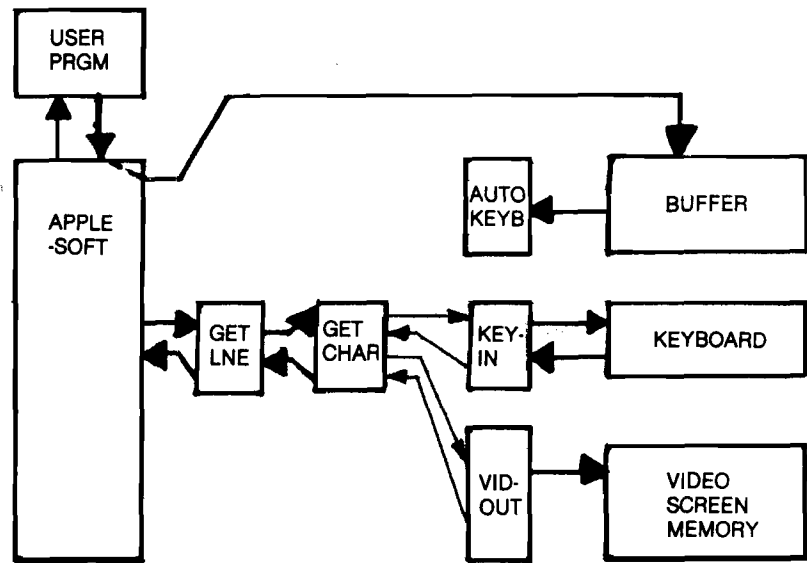 USER
PRGM
APPLE
-SOFT
AUTO
KEYB
BUFFER
GET
LNE
GET
CHAR
KEY-
IN
KEYBOARD
VID-
OUT
VIDEO
SCREEN
MEMORY